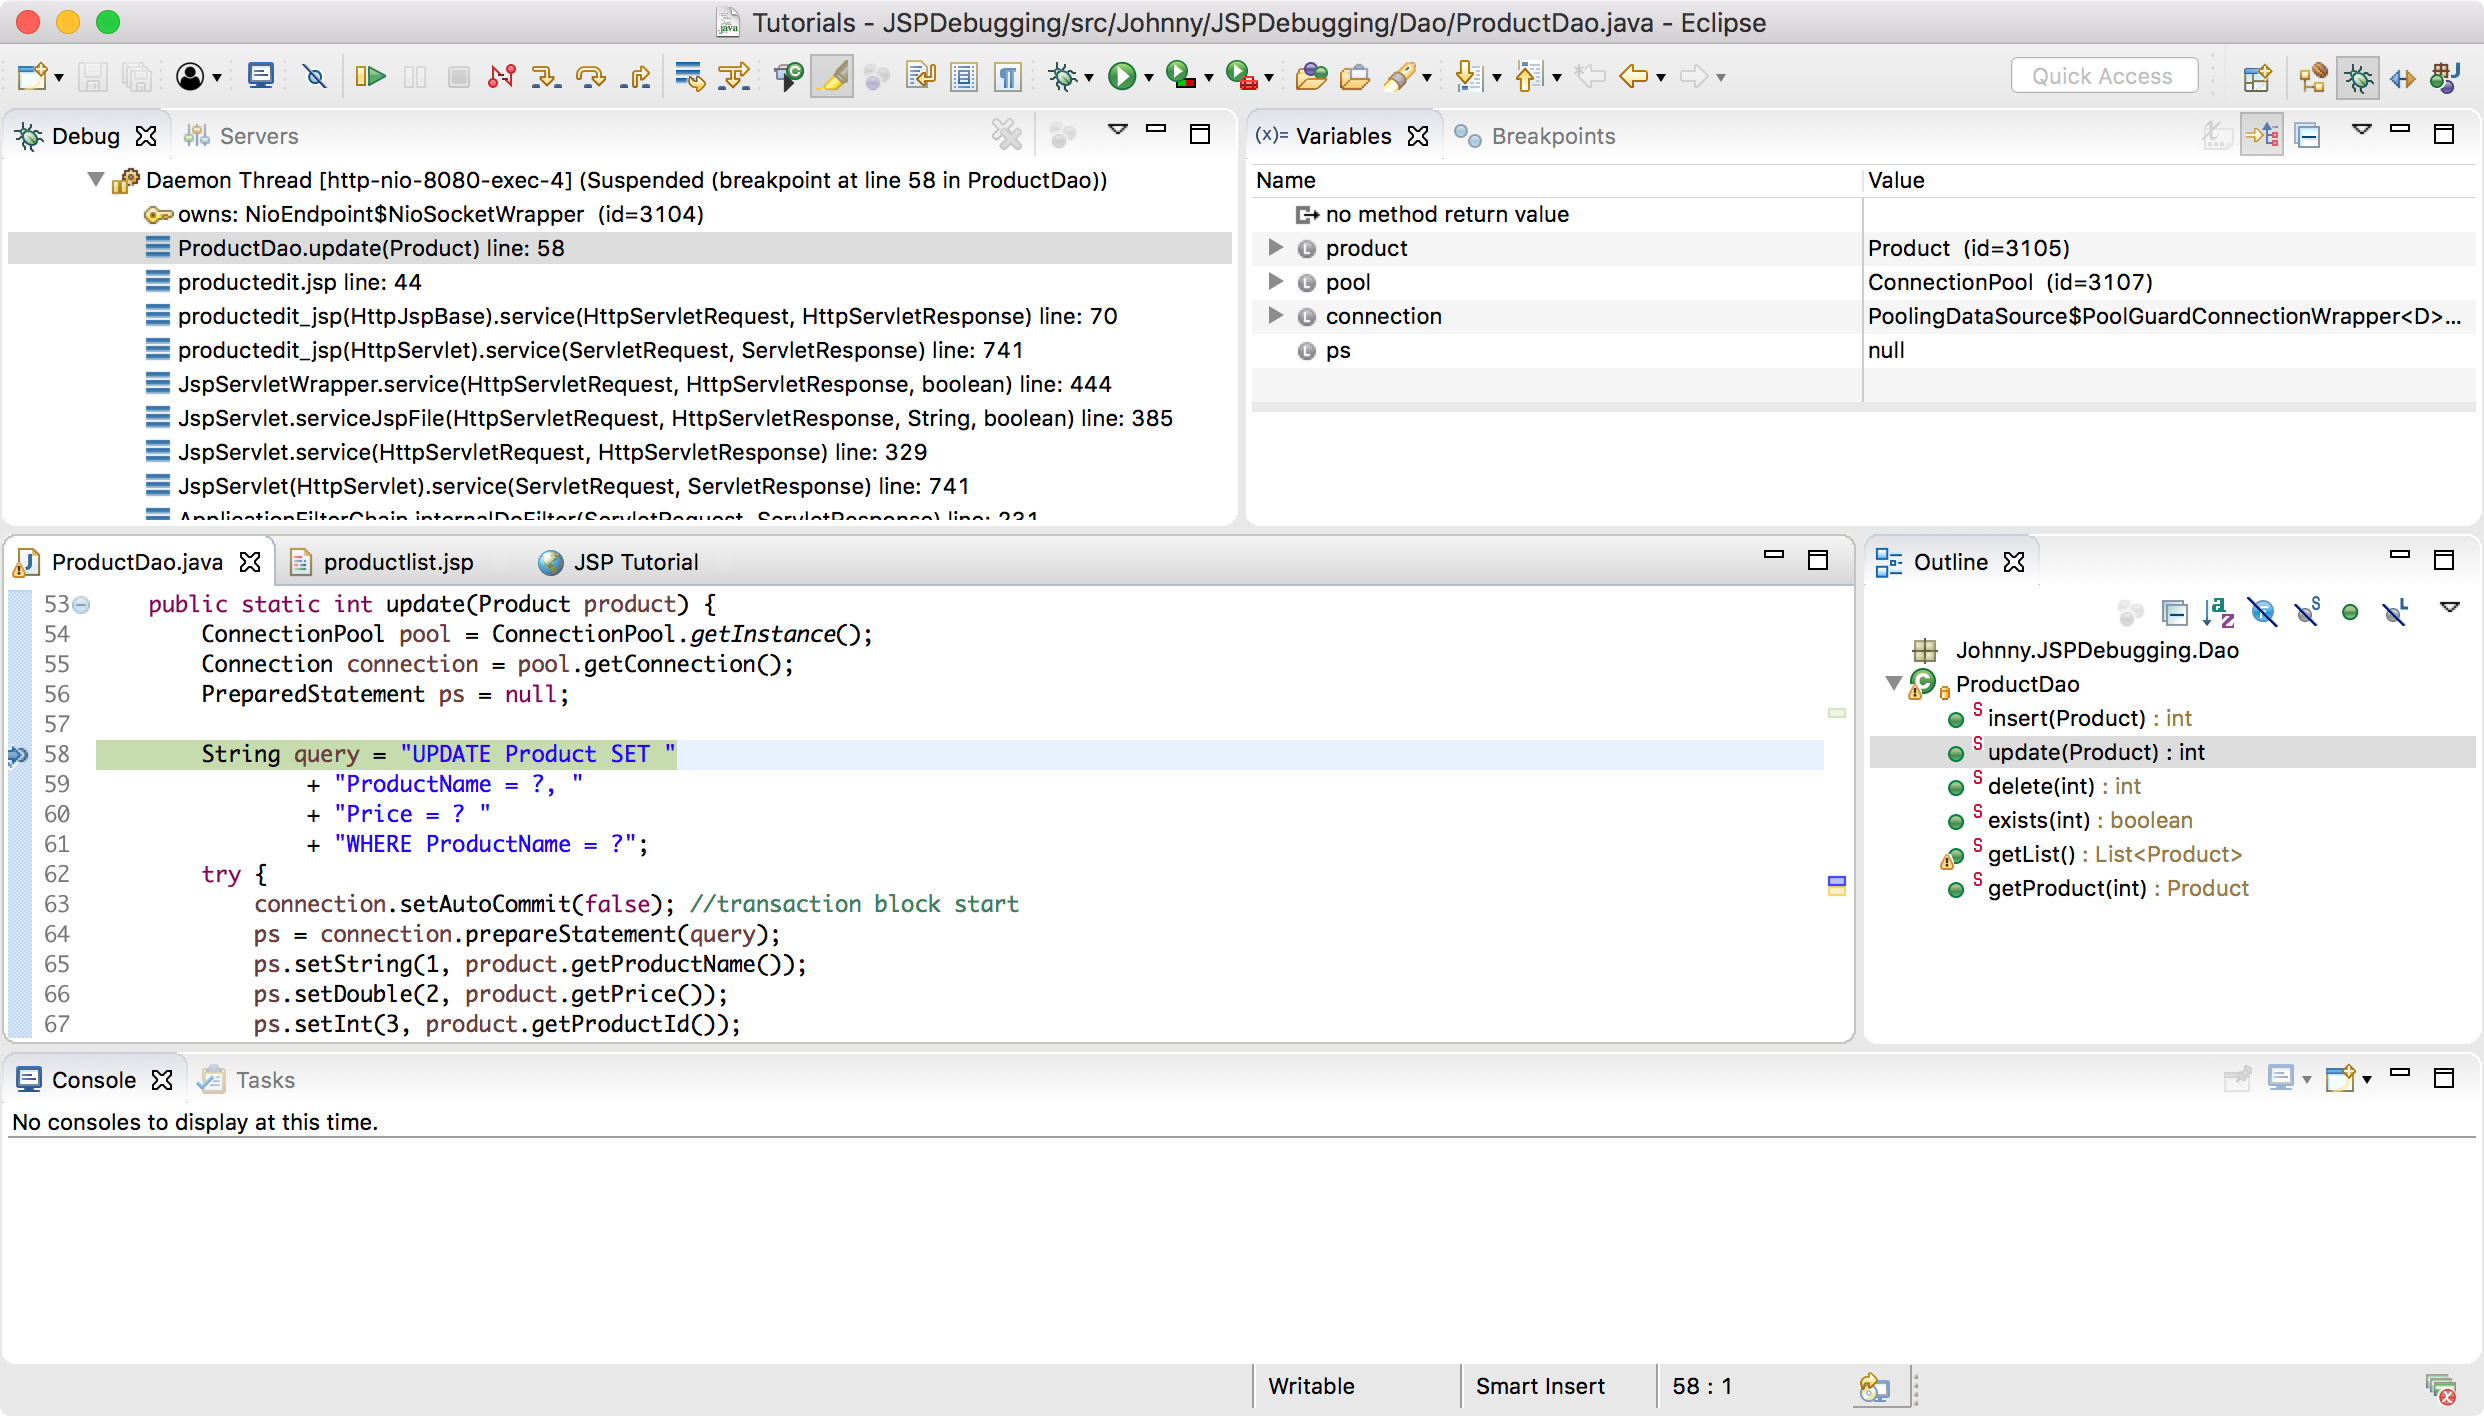 Tutorials - JSPDebugging/src/Johnny/JSPDebugging/Dao/ProductDao.java - Eclipse
Quick Access
Debug
Servers
Daemon Thread [http-nio-8080-exec-4] (Suspended (breakpoint at line 58 in ProductDao))
owns: NioEndpoint$NioSocketWrapper (id=3104)
ProductDao.update(Product) line: 58
productedit.jsp line: 44
productedit_jsp(HttpJspBase).service(HttpServletRequest, HttpServletResponse) line: 70
productedit_jsp(HttpServlet).service(ServletRequest, ServletResponse) line: 741
JspServletWrapper.service(HttpServletRequest, HttpServletResponse, boolean) line: 444
JspServlet.serviceJspFile(HttpServletRequest, HttpServletResponse, String, boolean) line: 385
JspServlet.service(HttpServletRequest, HttpServletResponse) line: 329
JspServlet(HttpServlet).service(ServletRequest, ServletResponse) line: 741
ApplicationFilterChain.internalDoFilter(ServletRequest, ServletResponse) line: 231
(x)= Variables
Breakpoints
Name Value
no method return value
product Product (id=3105)
pool ConnectionPool (id=3107)
connection PoolingDataSource$PoolGuardConnectionWrapper<D>...
ps null
ProductDao.java
productlist.jsp
JSP Tutorial
53 public static int update(Product product) {
54 ConnectionPool pool = ConnectionPool.getInstance();
55 Connection connection = pool.getConnection();
56 PreparedStatement ps = null;
57
58 String query = "UPDATE Product SET "
59 + "ProductName = ?, "
60 + "Price = ? "
61 + "WHERE ProductName = ?";
62 try {
63 connection.setAutoCommit(false); //transaction block start
64 ps = connection.prepareStatement(query);
65 ps.setString(1, product.getProductName());
66 ps.setDouble(2, product.getPrice());
67 ps.setInt(3, product.getProductId());
Outline
Johnny.JSPDebugging.Dao
ProductDao
insert(Product) : int
update(Product) : int
delete(int) : int
exists(int) : boolean
getList() : List<Product>
getProduct(int) : Product
Console
Tasks
No consoles to display at this time.
Writable
Smart Insert
58 : 1